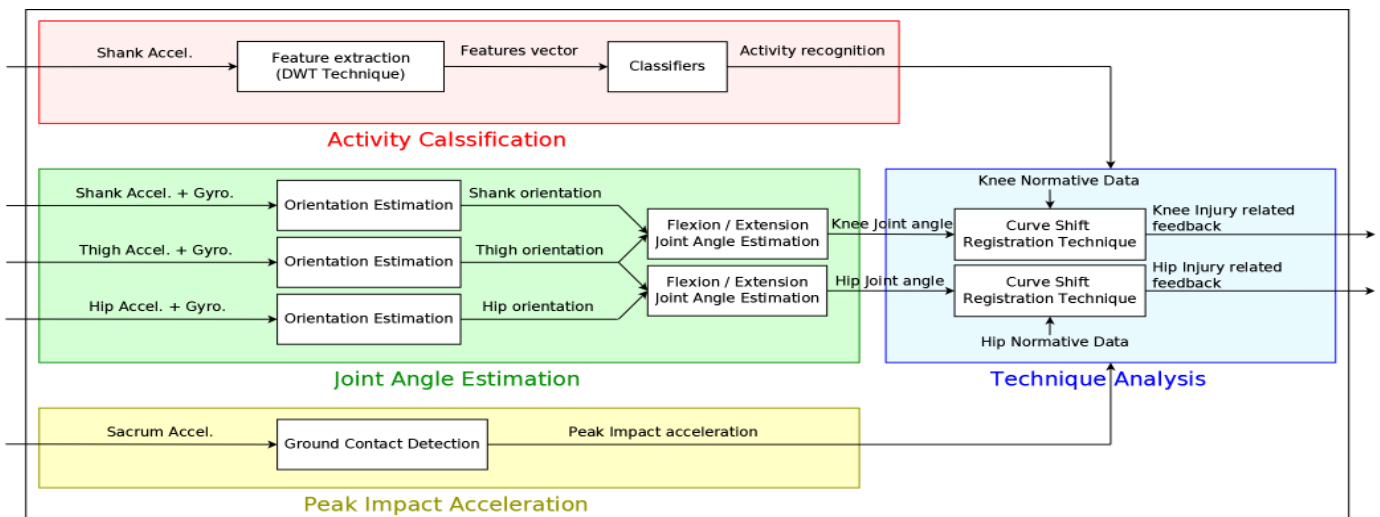 Shank Accel.
Feature extraction
(DWT Technique)
Features vector
Classifiers
Activity recognition
Activity Calssification
Shank Accel. + Gyro.
Orientation Estimation
Shank orientation
Thigh Accel. + Gyro.
Orientation Estimation
Thigh orientation
Hip Accel. + Gyro.
Orientation Estimation
Hip orientation
Flexion / Extension
Joint Angle Estimation
Flexion / Extension
Joint Angle Estimation
Knee Joint angle
Hip Joint angle
Joint Angle Estimation
Knee Normative Data
Curve Shift
Registration Technique
Knee Injury related
feedback
Curve Shift
Registration Technique
Hip Injury related
feedback
Hip Normative Data
Technique Analysis
Sacrum Accel.
Ground Contact Detection
Peak Impact acceleration
Peak Impact Acceleration